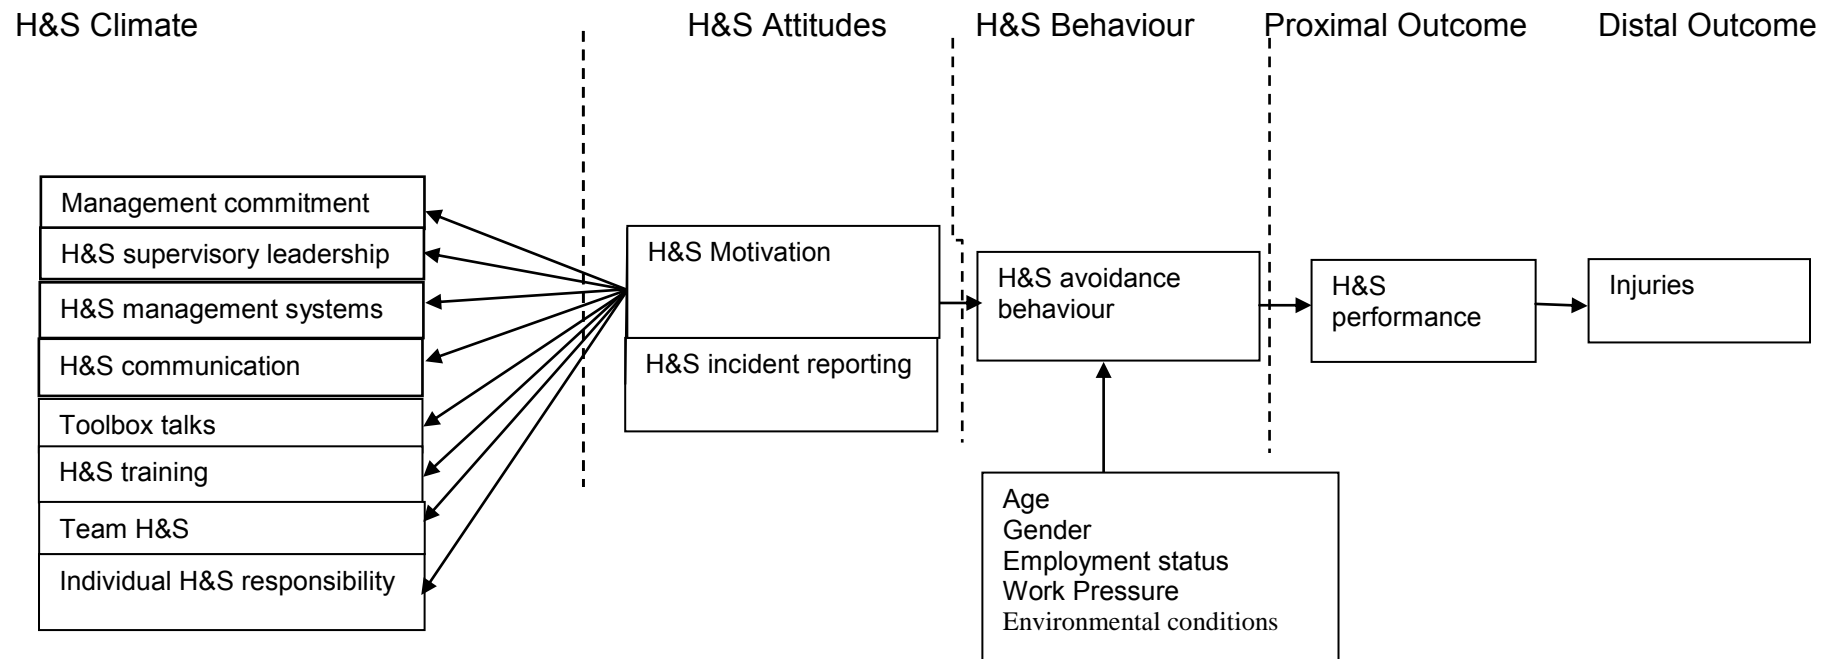 H&S Climate
H&S Attitudes
H&S Behaviour
Proximal Outcome
Distal Outcome
Management commitment
H&S supervisory leadership
H&S management systems
H&S communication
Toolbox talks
H&S training
Team H&S
Individual H&S responsibility
H&S Motivation
H&S incident reporting
H&S avoidance
behaviour
Age
Gender
Employment status
Work Pressure
Environmental conditions
H&S
performance
Injuries